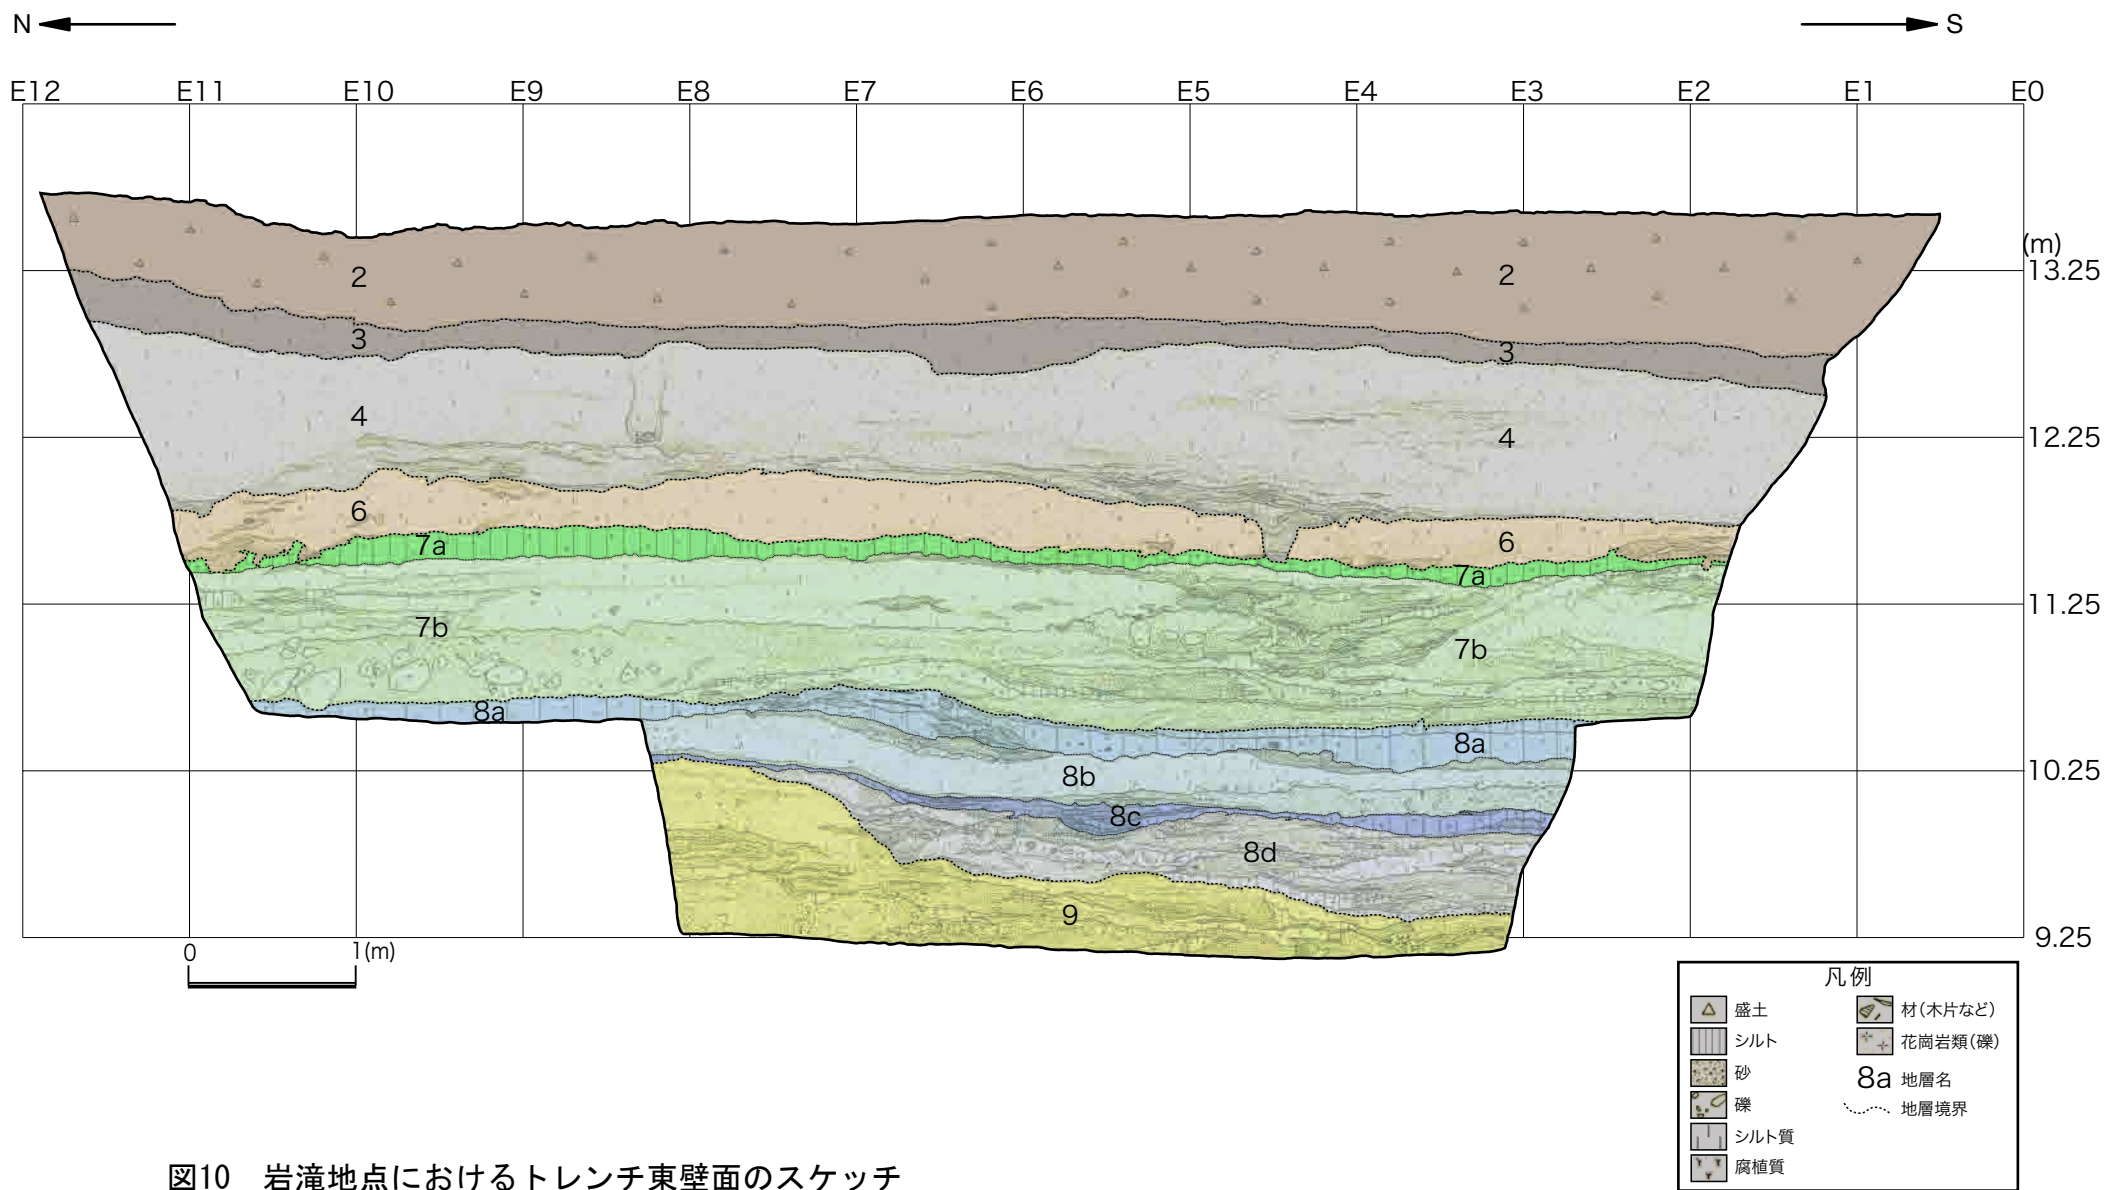 N S
E12 E11 E10 E9 E8 E7 E6 E5 E4 E3 E2 E1 E0
(m)
13.25
2 2
3 3
4 4
12.25
6 6
7a 7a
11.25
7b 7b
8a 8a
10.25
8b
8c
8d
9
9.25
0 1(m)
凡例
盛土 材(木片など)
シルト 花崗岩類(礫)
砂 8a 地層名
礫 地層境界
シルト質
腐植質
図10 岩滝地点におけるトレンチ東壁面のスケッチ